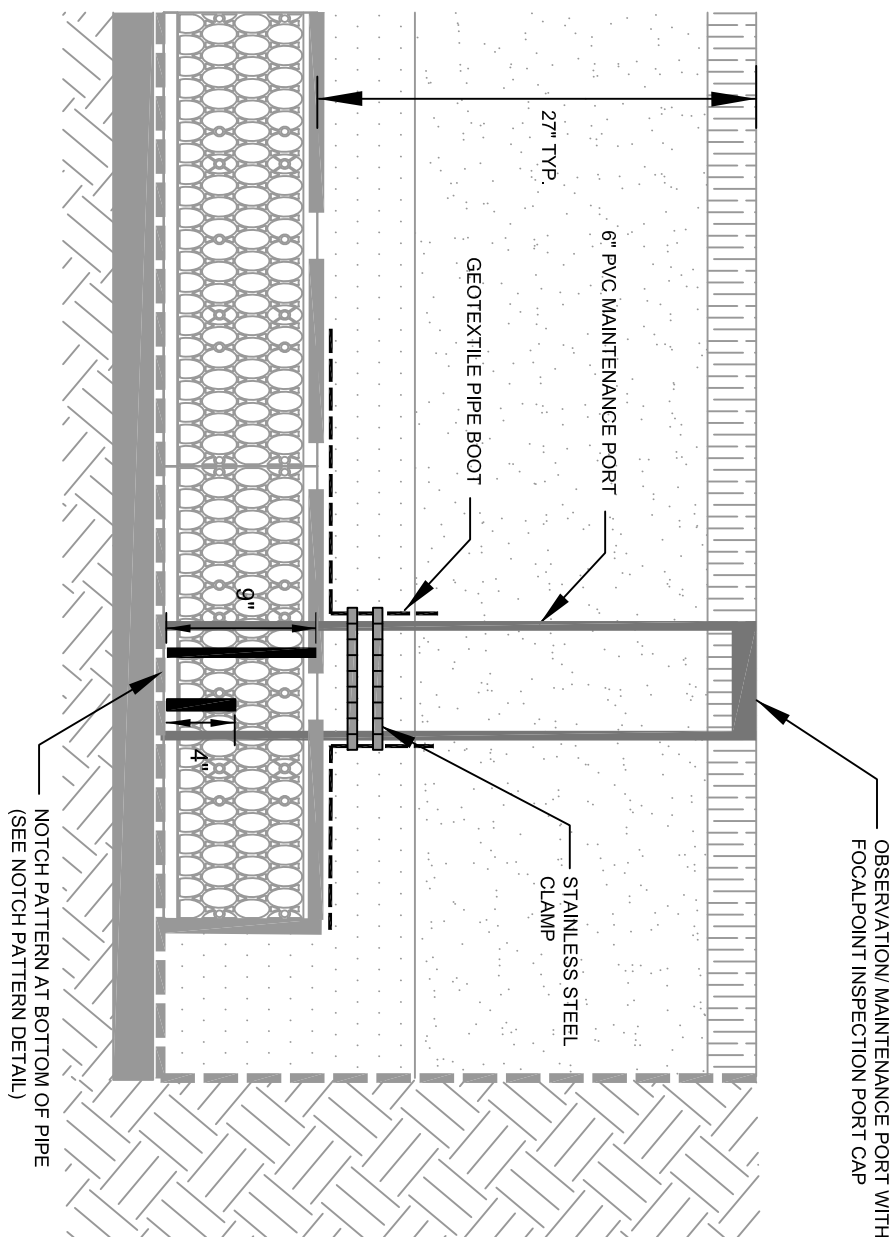 OBSERVATION/ MAINTENANCE PORT WITH
FOCALPOINT INSPECTION PORT CAP
27" TYP.
6" PVC MAINTENANCE PORT
GEOTEXTILE PIPE BOOT
STAINLESS STEEL
CLAMP
9"
4"
NOTCH PATTERN AT BOTTOM OF PIPE
(SEE NOTCH PATTERN DETAIL)